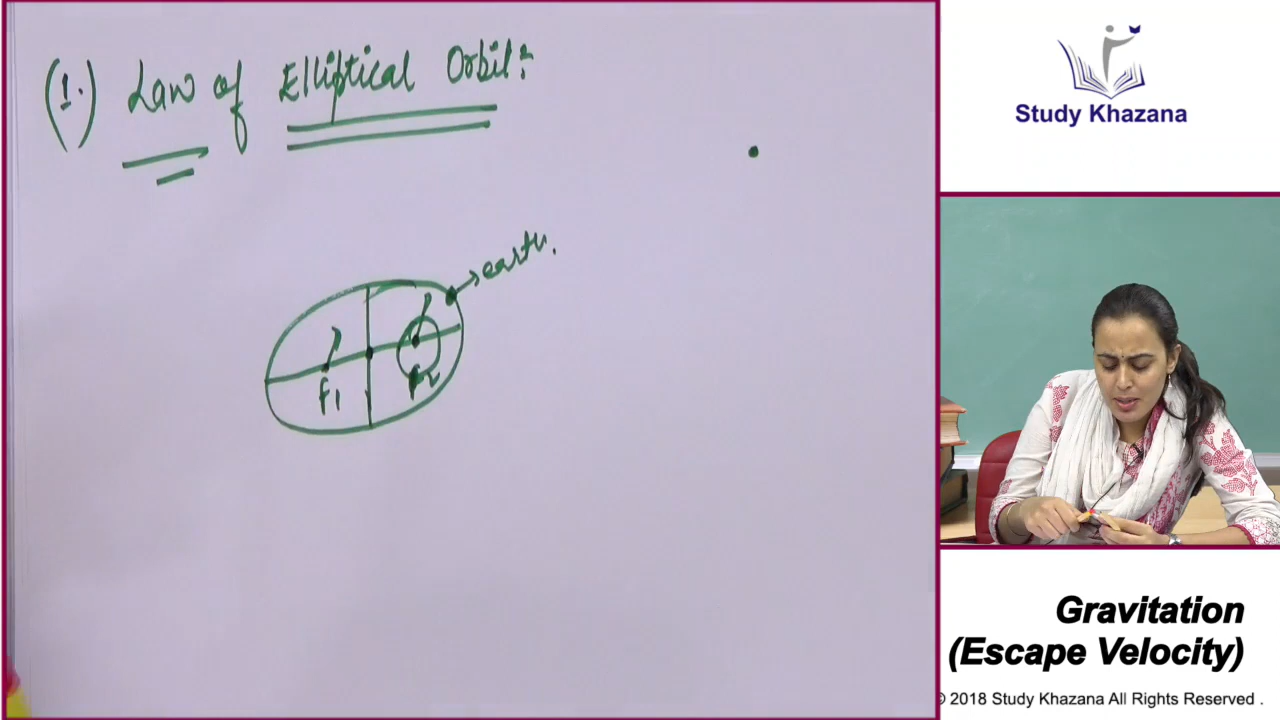 (1.) Law of Elliptical Orbit:
earth.
F1
F2
Study Khazana
Gravitation
(Escape Velocity)
© 2018 Study Khazana All Rights Reserved .